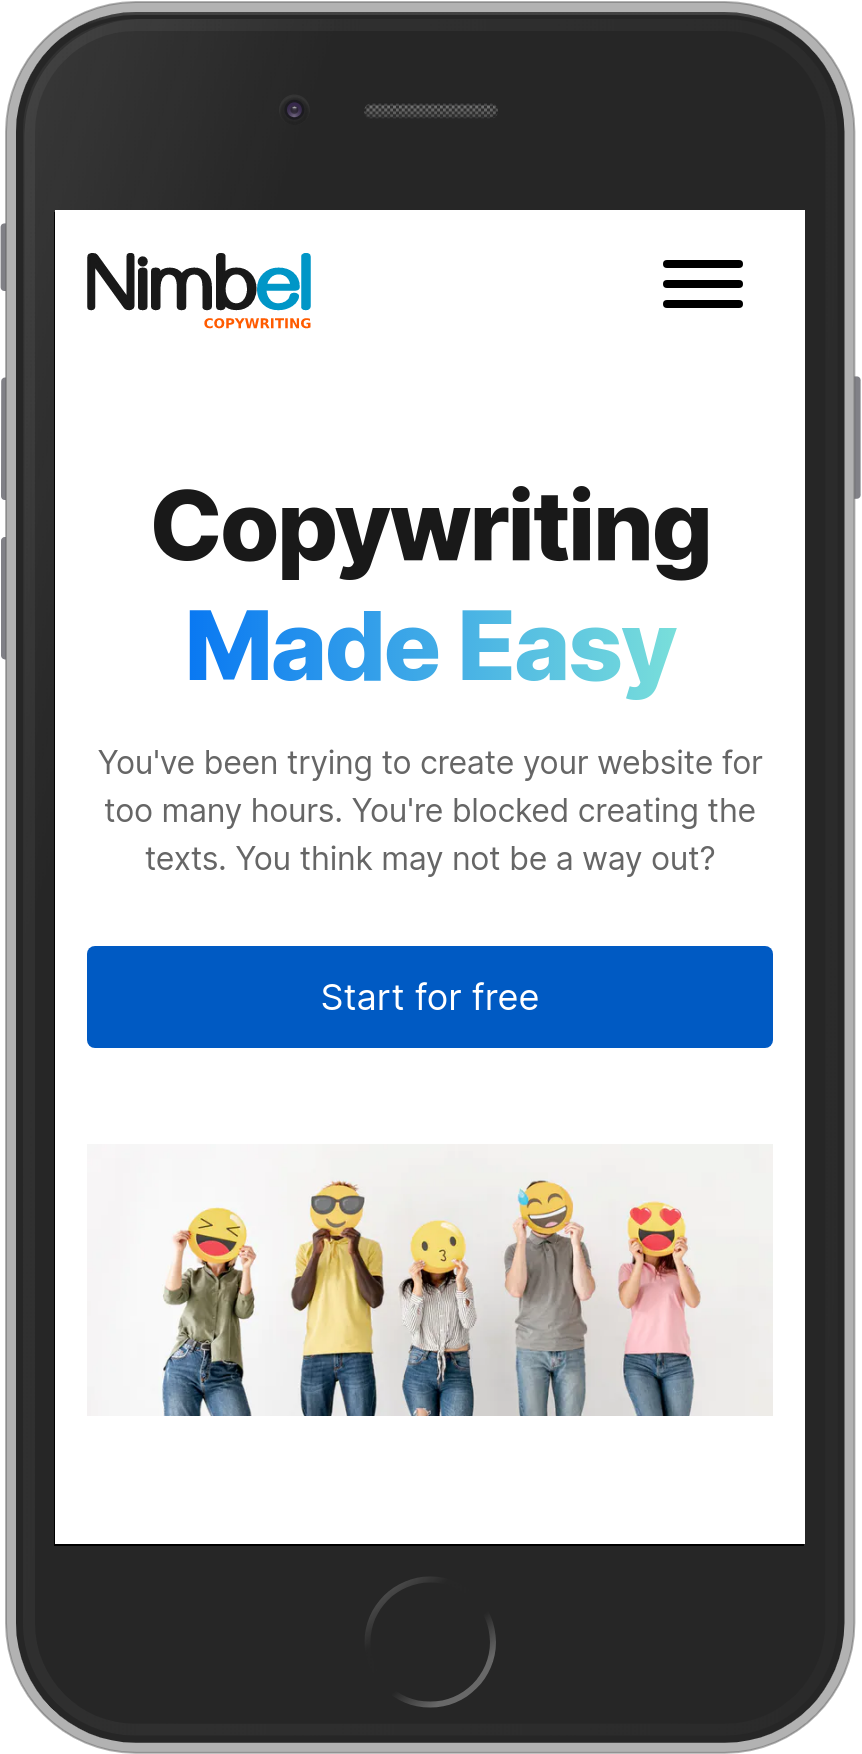 Nimbel
COPYWRITING
Copywriting
Made Easy
You've been trying to create your website for
too many hours. You're blocked creating the
texts. You think may not be a way out?
Start for free